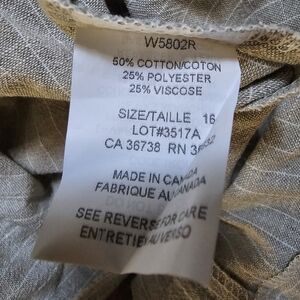 W5802R
50% COTTON/COTON
25% POLYESTER
25% VISCOSE
SIZE/TAILLE 16
LOT#3517A
CA 36738 RN
MADE IN CANADA
FABRIQUE AU CANADA
SEE REVERSE FOR CARE
ENTRETIEN AU VERSO